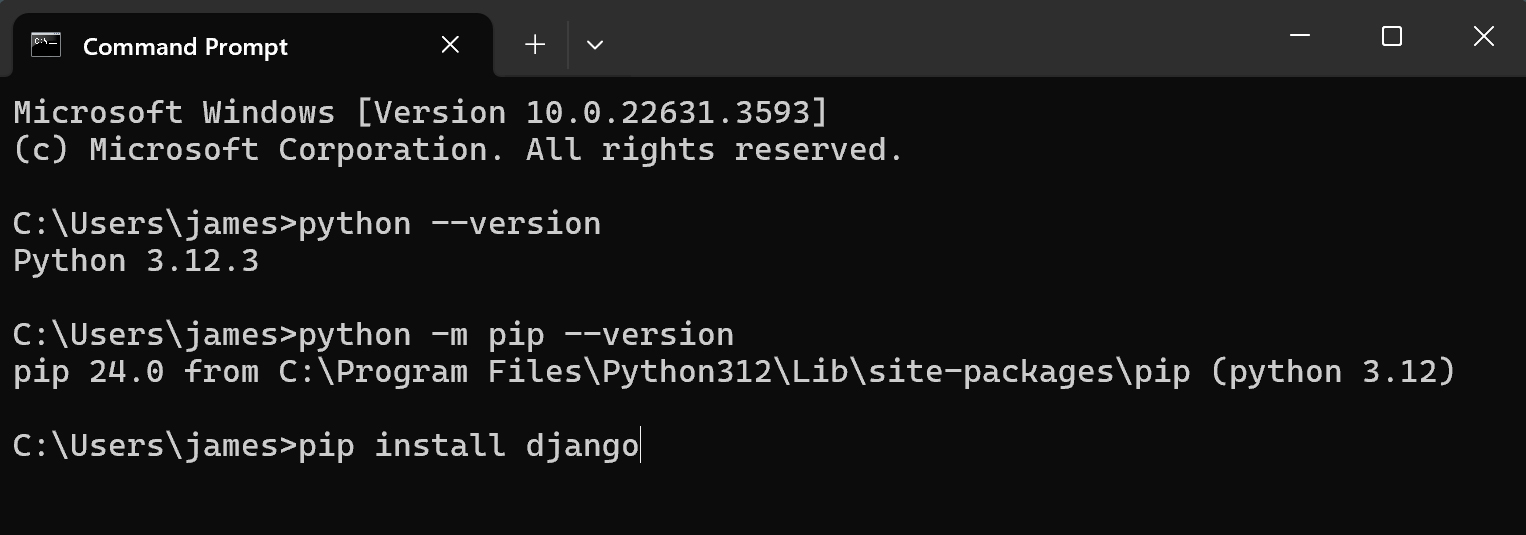 Command Prompt
Microsoft Windows [Version 10.0.22631.3593]
(c) Microsoft Corporation. All rights reserved.
C:\Users\james>python --version
Python 3.12.3
C:\Users\james>python -m pip --version
pip 24.0 from C:\Program Files\Python312\Lib\site-packages\pip (python 3.12)
C:\Users\james>pip install django